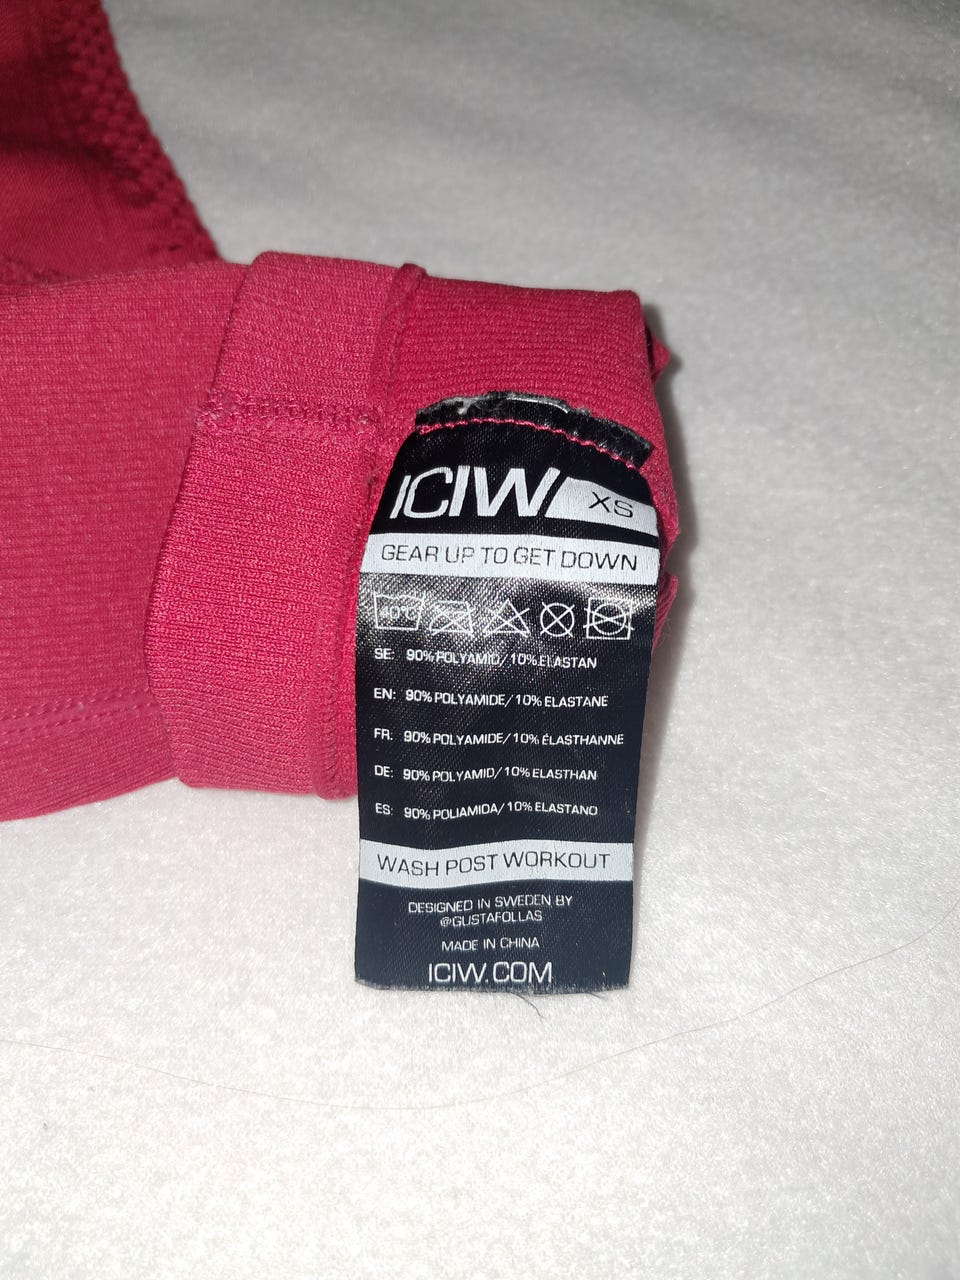 ICIW XS
GEAR UP TO GET DOWN
SE: 90% POLYAMID/10% ELASTAN
EN: 90% POLYAMIDE/10% ELASTANE
FR: 90% POLYAMIDE/10% ÉLASTHANNE
DE: 90% POLYAMID/10% ELASTHAN
ES: 90% POLIAMIDA/10% ELASTANO
WASH POST WORKOUT
DESIGNED IN SWEDEN BY
@GUSTAFOLLAS
MADE IN CHINA
ICIW.COM